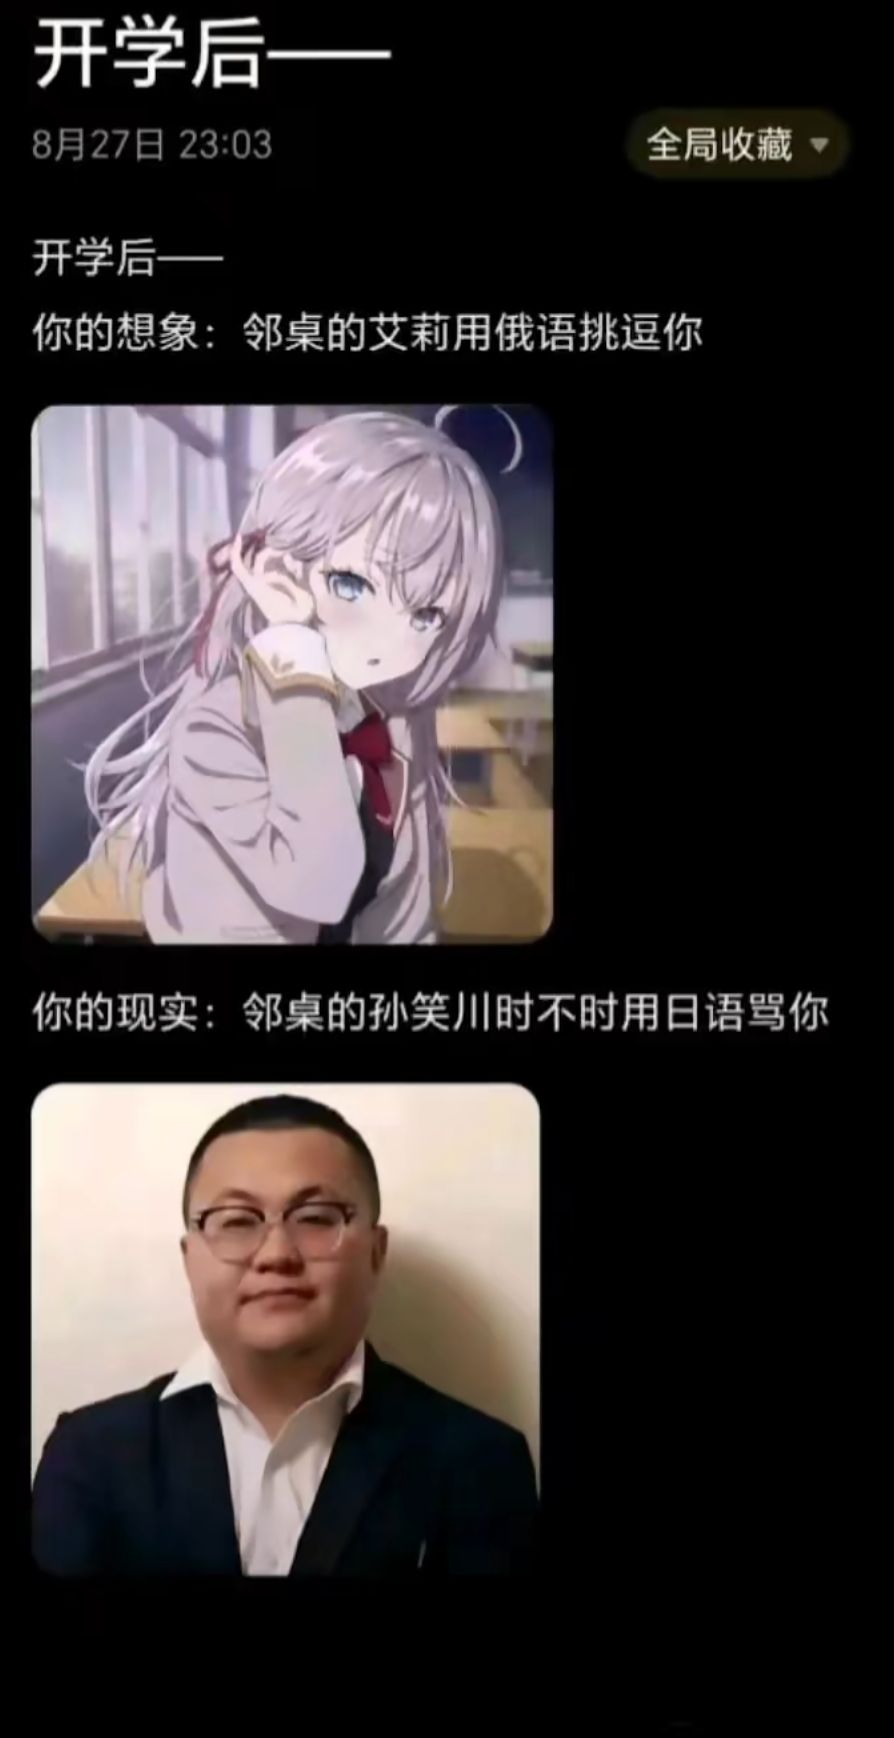 开学后——
8月27日 23:03
全局收藏
开学后——
你的想象：邻桌的艾莉用俄语挑逗你
你的现实：邻桌的孙笑川时不时用日语骂你